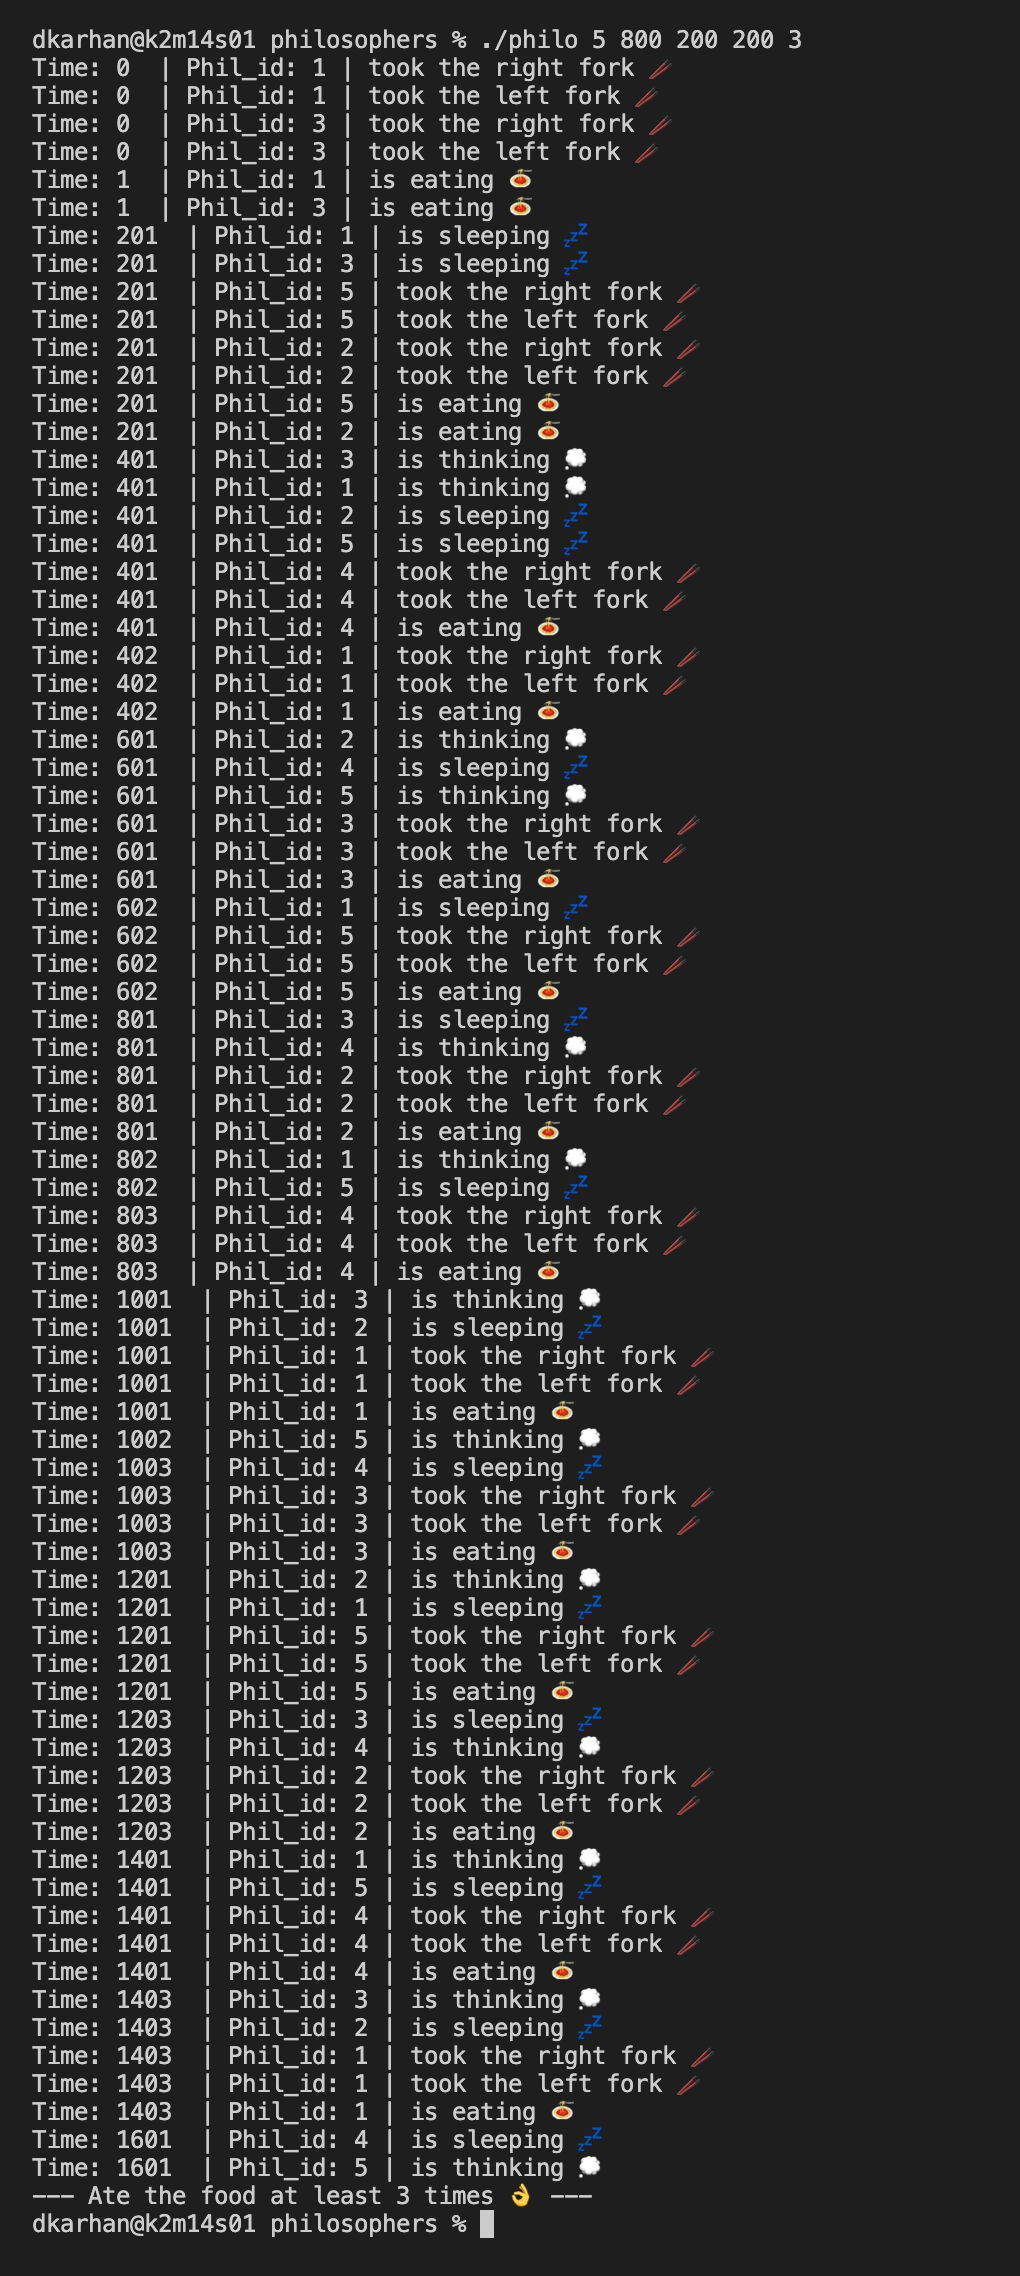 dkarhan@k2m14s01 philosophers % ./philo 5 800 200 200 3
Time: 0  | Phil_id: 1 | took the right fork 🥢
Time: 0  | Phil_id: 1 | took the left fork 🥢
Time: 0  | Phil_id: 3 | took the right fork 🥢
Time: 0  | Phil_id: 3 | took the left fork 🥢
Time: 1  | Phil_id: 1 | is eating 🍝
Time: 1  | Phil_id: 3 | is eating 🍝
Time: 201  | Phil_id: 1 | is sleeping 💤
Time: 201  | Phil_id: 3 | is sleeping 💤
Time: 201  | Phil_id: 5 | took the right fork 🥢
Time: 201  | Phil_id: 5 | took the left fork 🥢
Time: 201  | Phil_id: 2 | took the right fork 🥢
Time: 201  | Phil_id: 2 | took the left fork 🥢
Time: 201  | Phil_id: 5 | is eating 🍝
Time: 201  | Phil_id: 2 | is eating 🍝
Time: 401  | Phil_id: 3 | is thinking 💭
Time: 401  | Phil_id: 1 | is thinking 💭
Time: 401  | Phil_id: 2 | is sleeping 💤
Time: 401  | Phil_id: 5 | is sleeping 💤
Time: 401  | Phil_id: 4 | took the right fork 🥢
Time: 401  | Phil_id: 4 | took the left fork 🥢
Time: 401  | Phil_id: 4 | is eating 🍝
Time: 402  | Phil_id: 1 | took the right fork 🥢
Time: 402  | Phil_id: 1 | took the left fork 🥢
Time: 402  | Phil_id: 1 | is eating 🍝
Time: 601  | Phil_id: 2 | is thinking 💭
Time: 601  | Phil_id: 4 | is sleeping 💤
Time: 601  | Phil_id: 5 | is thinking 💭
Time: 601  | Phil_id: 3 | took the right fork 🥢
Time: 601  | Phil_id: 3 | took the left fork 🥢
Time: 601  | Phil_id: 3 | is eating 🍝
Time: 602  | Phil_id: 1 | is sleeping 💤
Time: 602  | Phil_id: 5 | took the right fork 🥢
Time: 602  | Phil_id: 5 | took the left fork 🥢
Time: 602  | Phil_id: 5 | is eating 🍝
Time: 801  | Phil_id: 3 | is sleeping 💤
Time: 801  | Phil_id: 4 | is thinking 💭
Time: 801  | Phil_id: 2 | took the right fork 🥢
Time: 801  | Phil_id: 2 | took the left fork 🥢
Time: 801  | Phil_id: 2 | is eating 🍝
Time: 802  | Phil_id: 1 | is thinking 💭
Time: 802  | Phil_id: 5 | is sleeping 💤
Time: 803  | Phil_id: 4 | took the right fork 🥢
Time: 803  | Phil_id: 4 | took the left fork 🥢
Time: 803  | Phil_id: 4 | is eating 🍝
Time: 1001  | Phil_id: 3 | is thinking 💭
Time: 1001  | Phil_id: 2 | is sleeping 💤
Time: 1001  | Phil_id: 1 | took the right fork 🥢
Time: 1001  | Phil_id: 1 | took the left fork 🥢
Time: 1001  | Phil_id: 1 | is eating 🍝
Time: 1002  | Phil_id: 5 | is thinking 💭
Time: 1003  | Phil_id: 4 | is sleeping 💤
Time: 1003  | Phil_id: 3 | took the right fork 🥢
Time: 1003  | Phil_id: 3 | took the left fork 🥢
Time: 1003  | Phil_id: 3 | is eating 🍝
Time: 1201  | Phil_id: 2 | is thinking 💭
Time: 1201  | Phil_id: 1 | is sleeping 💤
Time: 1201  | Phil_id: 5 | took the right fork 🥢
Time: 1201  | Phil_id: 5 | took the left fork 🥢
Time: 1201  | Phil_id: 5 | is eating 🍝
Time: 1203  | Phil_id: 3 | is sleeping 💤
Time: 1203  | Phil_id: 4 | is thinking 💭
Time: 1203  | Phil_id: 2 | took the right fork 🥢
Time: 1203  | Phil_id: 2 | took the left fork 🥢
Time: 1203  | Phil_id: 2 | is eating 🍝
Time: 1401  | Phil_id: 1 | is thinking 💭
Time: 1401  | Phil_id: 5 | is sleeping 💤
Time: 1401  | Phil_id: 4 | took the right fork 🥢
Time: 1401  | Phil_id: 4 | took the left fork 🥢
Time: 1401  | Phil_id: 4 | is eating 🍝
Time: 1403  | Phil_id: 3 | is thinking 💭
Time: 1403  | Phil_id: 2 | is sleeping 💤
Time: 1403  | Phil_id: 1 | took the right fork 🥢
Time: 1403  | Phil_id: 1 | took the left fork 🥢
Time: 1403  | Phil_id: 1 | is eating 🍝
Time: 1601  | Phil_id: 4 | is sleeping 💤
Time: 1601  | Phil_id: 5 | is thinking 💭
--- Ate the food at least 3 times 👌 ---
dkarhan@k2m14s01 philosophers %